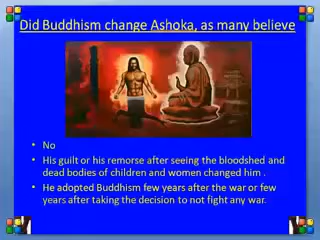 Did Buddhism change Ashoka, as many believe
• No
• His guilt or his remorse after seeing the bloodshed and
dead bodies of children and women changed him .
• He adopted Buddhism few years after the war or few
years after taking the decision to not fight any war.